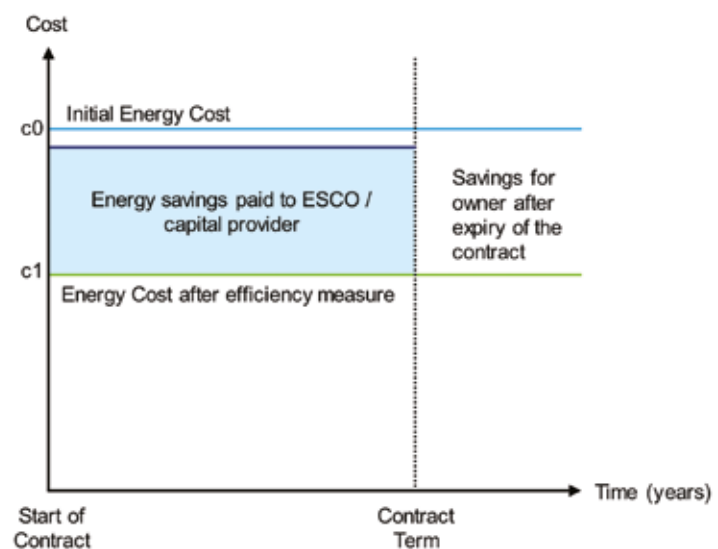 Cost
Initial Energy Cost
c0
Energy savings paid to ESCO /
capital provider
Savings for
owner after
expiry of the
contract
c1
Energy Cost after efficiency measure
Time (years)
Start of
Contract
Contract
Term